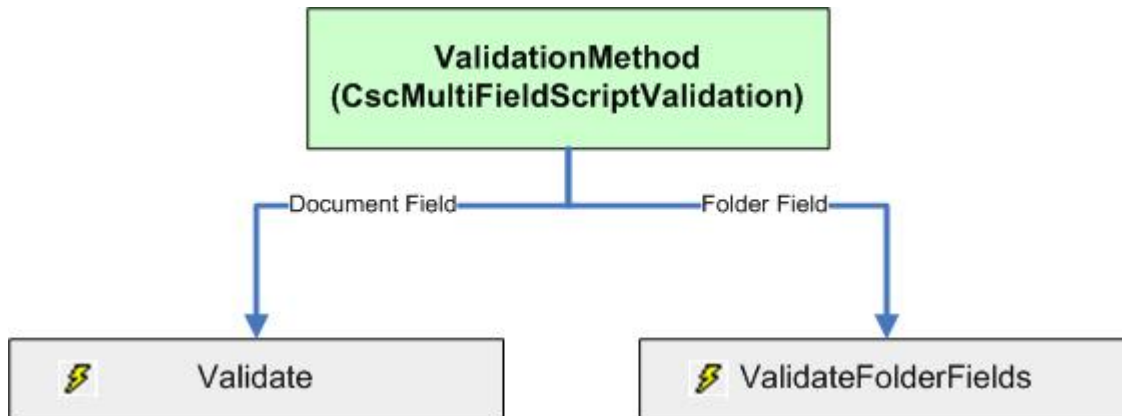 ValidationMethod
(CscMultiFieldScriptValidation)
Document Field
Folder Field
Validate
ValidateFolderFields